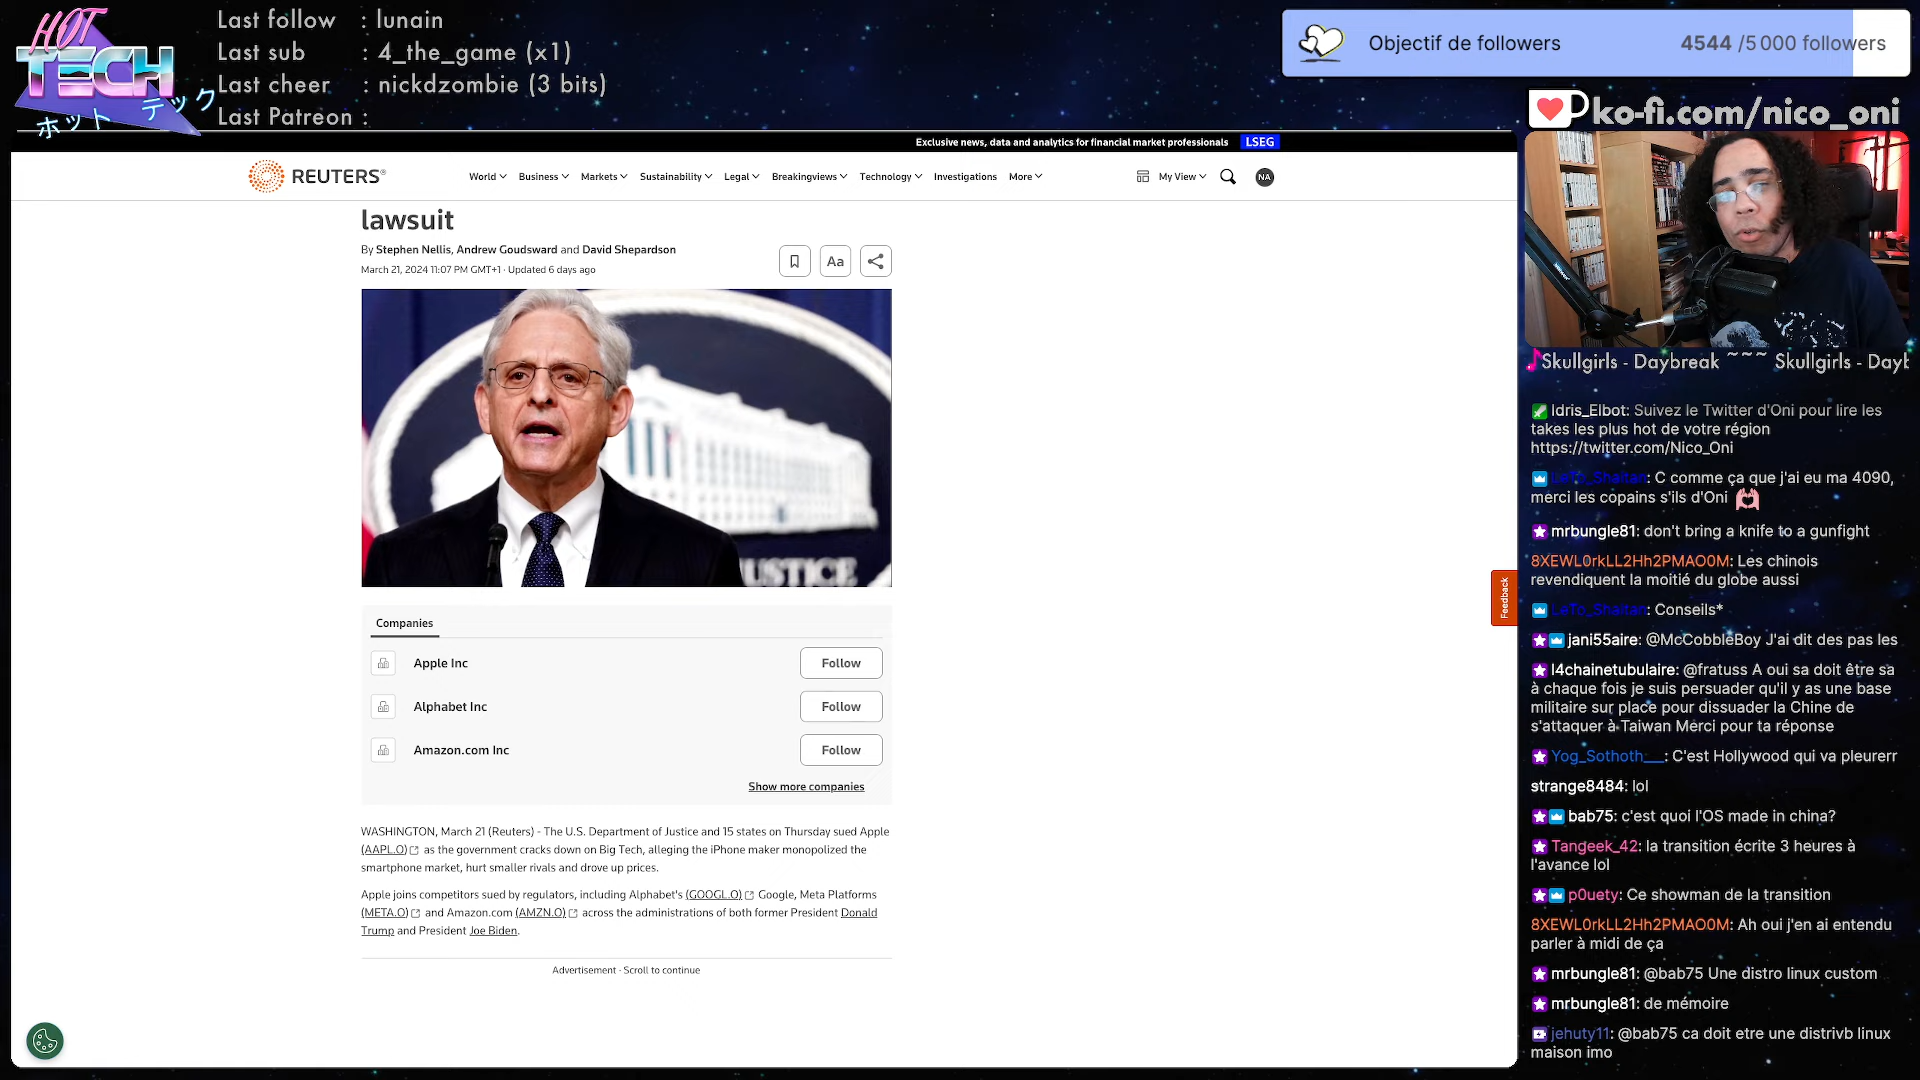 HOT
TECH
ホット テック
Last follow : lunain
Last sub : 4_the_game (x1)
Last cheer : nickdzombie (3 bits)
Last Patreon :
Objectif de followers 4544 /5 000 followers
ko-fi.com/nico_oni
Exclusive news, data and analytics for financial market professionals LSEG
REUTERS®
World Business Markets Sustainability Legal Breakingviews Technology Investigations More My View NA
lawsuit
By Stephen Nellis, Andrew Goudsward and David Shepardson
March 21, 2024 11:07 PM GMT+1 · Updated 6 days ago
Aa
USTICE
Companies
Apple Inc Follow
Alphabet Inc Follow
Amazon.com Inc Follow
Show more companies
WASHINGTON, March 21 (Reuters) - The U.S. Department of Justice and 15 states on Thursday sued Apple
(AAPL.O) as the government cracks down on Big Tech, alleging the iPhone maker monopolized the
smartphone market, hurt smaller rivals and drove up prices.
Apple joins competitors sued by regulators, including Alphabet's (GOOGL.O) Google, Meta Platforms
(META.O) and Amazon.com (AMZN.O) across the administrations of both former President Donald
Trump and President Joe Biden.
Advertisement · Scroll to continue
Feedback
Skullgirls - Daybreak ~~~ Skullgirls - Dayb
Idris_Elbot: Suivez le Twitter d'Oni pour lire les
takes les plus hot de votre région
https://twitter.com/Nico_Oni
LeTo_Shaitan: C comme ça que j'ai eu ma 4090,
merci les copains s'ils d'Oni
mrbungle81: don't bring a knife to a gunfight
8XEWL0rkLL2Hh2PMAO0M: Les chinois
revendiquent la moitié du globe aussi
LeTo_Shaitan: Conseils*
jani55aire: @McCobbleBoy J'ai dit des pas les
l4chainetubulaire: @fratuss A oui sa doit être sa
à chaque fois je suis persuader qu'il y as une base
militaire sur place pour dissuader la Chine de
s'attaquer à Taiwan Merci pour ta réponse
Yog_Sothoth___: C'est Hollywood qui va pleurerr
strange8484: lol
bab75: c'est quoi l'OS made in china?
Tangeek_42: la transition écrite 3 heures à
l'avance lol
p0uety: Ce showman de la transition
8XEWL0rkLL2Hh2PMAO0M: Ah oui j'en ai entendu
parler à midi de ça
mrbungle81: @bab75 Une distro linux custom
mrbungle81: de mémoire
jehuty11: @bab75 ca doit etre une distrivb linux
maison imo